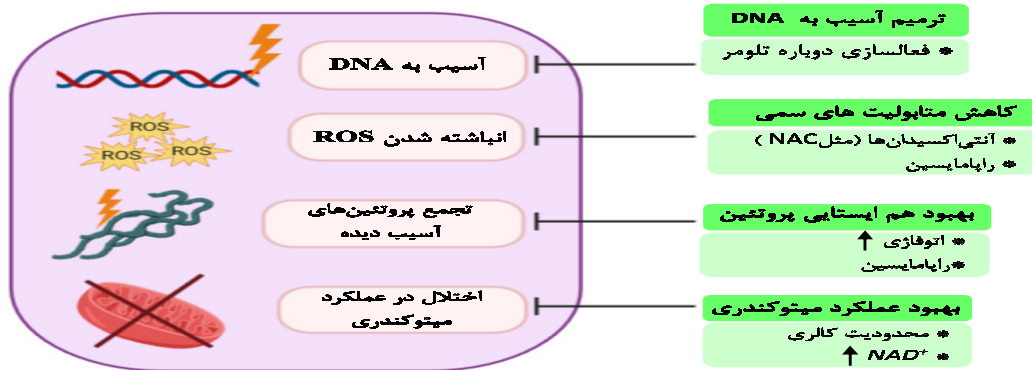 ترمیم آسیب به DNA
* فعالسازی دوباره تلومر
آسیب به DNA
کاهش متابولیت های سمی
* آنتی‌اکسیدان‌ها (مثل NAC )
* راپامایسین
انباشته شدن ROS
ROS
ROS
ROS
بهبود هم ایستایی پروتئین
* اتوفاژی ↑
*راپامایسین
تجمع پروتئین‌های
آسیب دیده
بهبود عملکرد میتوکندری
* محدودیت کالری
* NAD⁺ ↑
اختلال در عملکرد
میتوکندری